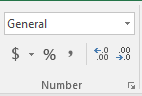 General
$ % ,
.0 .00
.00 .0
Number